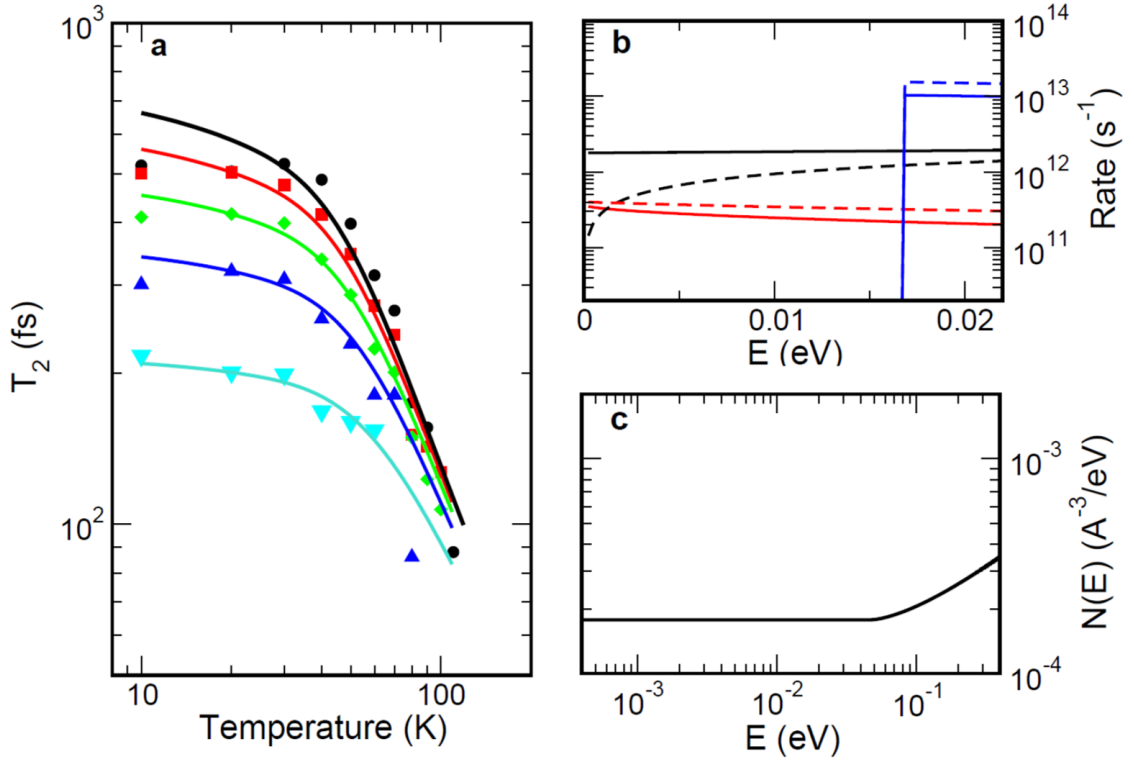 a
10³
10²
T₂ (fs)
10
100
Temperature (K)
b
10¹⁴
10¹³
10¹²
10¹¹
Rate (s⁻¹)
0
0.01
0.02
E (eV)
c
10⁻³
10⁻⁴
N(E) (A⁻³/eV)
10⁻³
10⁻²
10⁻¹
E (eV)